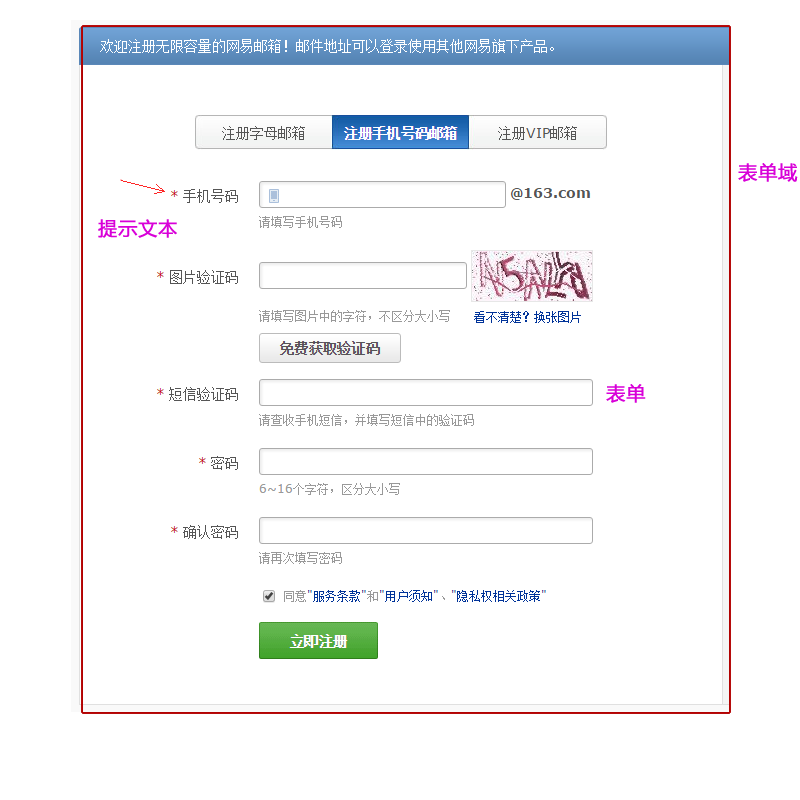 欢迎注册无限容量的网易邮箱！邮件地址可以登录使用其他网易旗下产品。
注册字母邮箱 注册手机号码邮箱 注册VIP邮箱
表单域
* 手机号码 @163.com
请填写手机号码
提示文本
* 图片验证码
请填写图片中的字符，不区分大小写 看不清楚？换张图片
免费获取验证码
* 短信验证码 表单
请查收手机短信，并填写短信中的验证码
* 密码
6~16个字符，区分大小写
* 确认密码
请再次填写密码
同意"服务条款"和"用户须知"、"隐私权相关政策"
立即注册